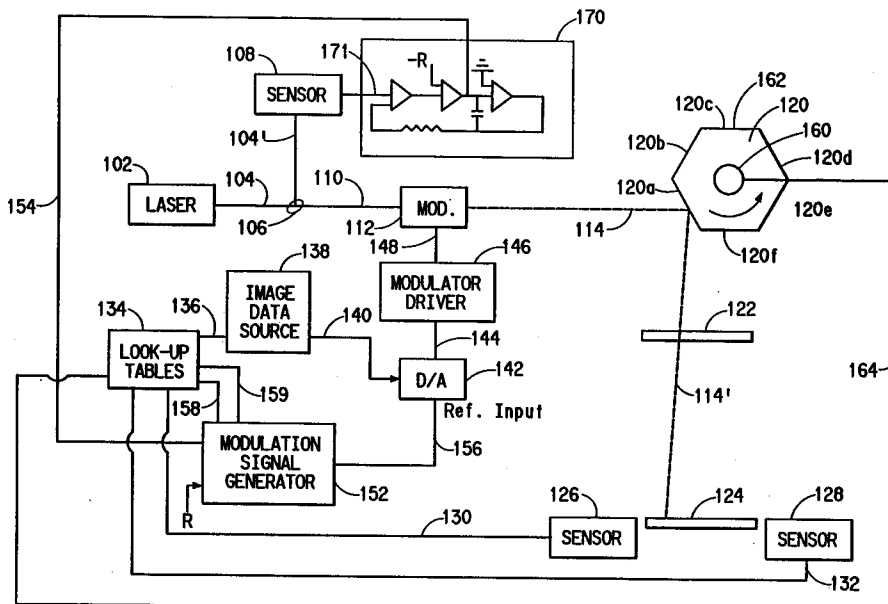 170
108
-R
171
SENSOR
162
120c
120
160
120b
120d
104'
102
104
110
120a
154
LASER
MOD.
106
112
114
120e
148
146
120f
138
134
136
IMAGE
DATA
SOURCE
140
MODULATOR
DRIVER
122
144
LOOK-UP
TABLES
D/A
142
164
159
Ref. Input
114'
158
156
MODULATION
SIGNAL
GENERATOR
152
126
124
128
R
130
SENSOR
SENSOR
132